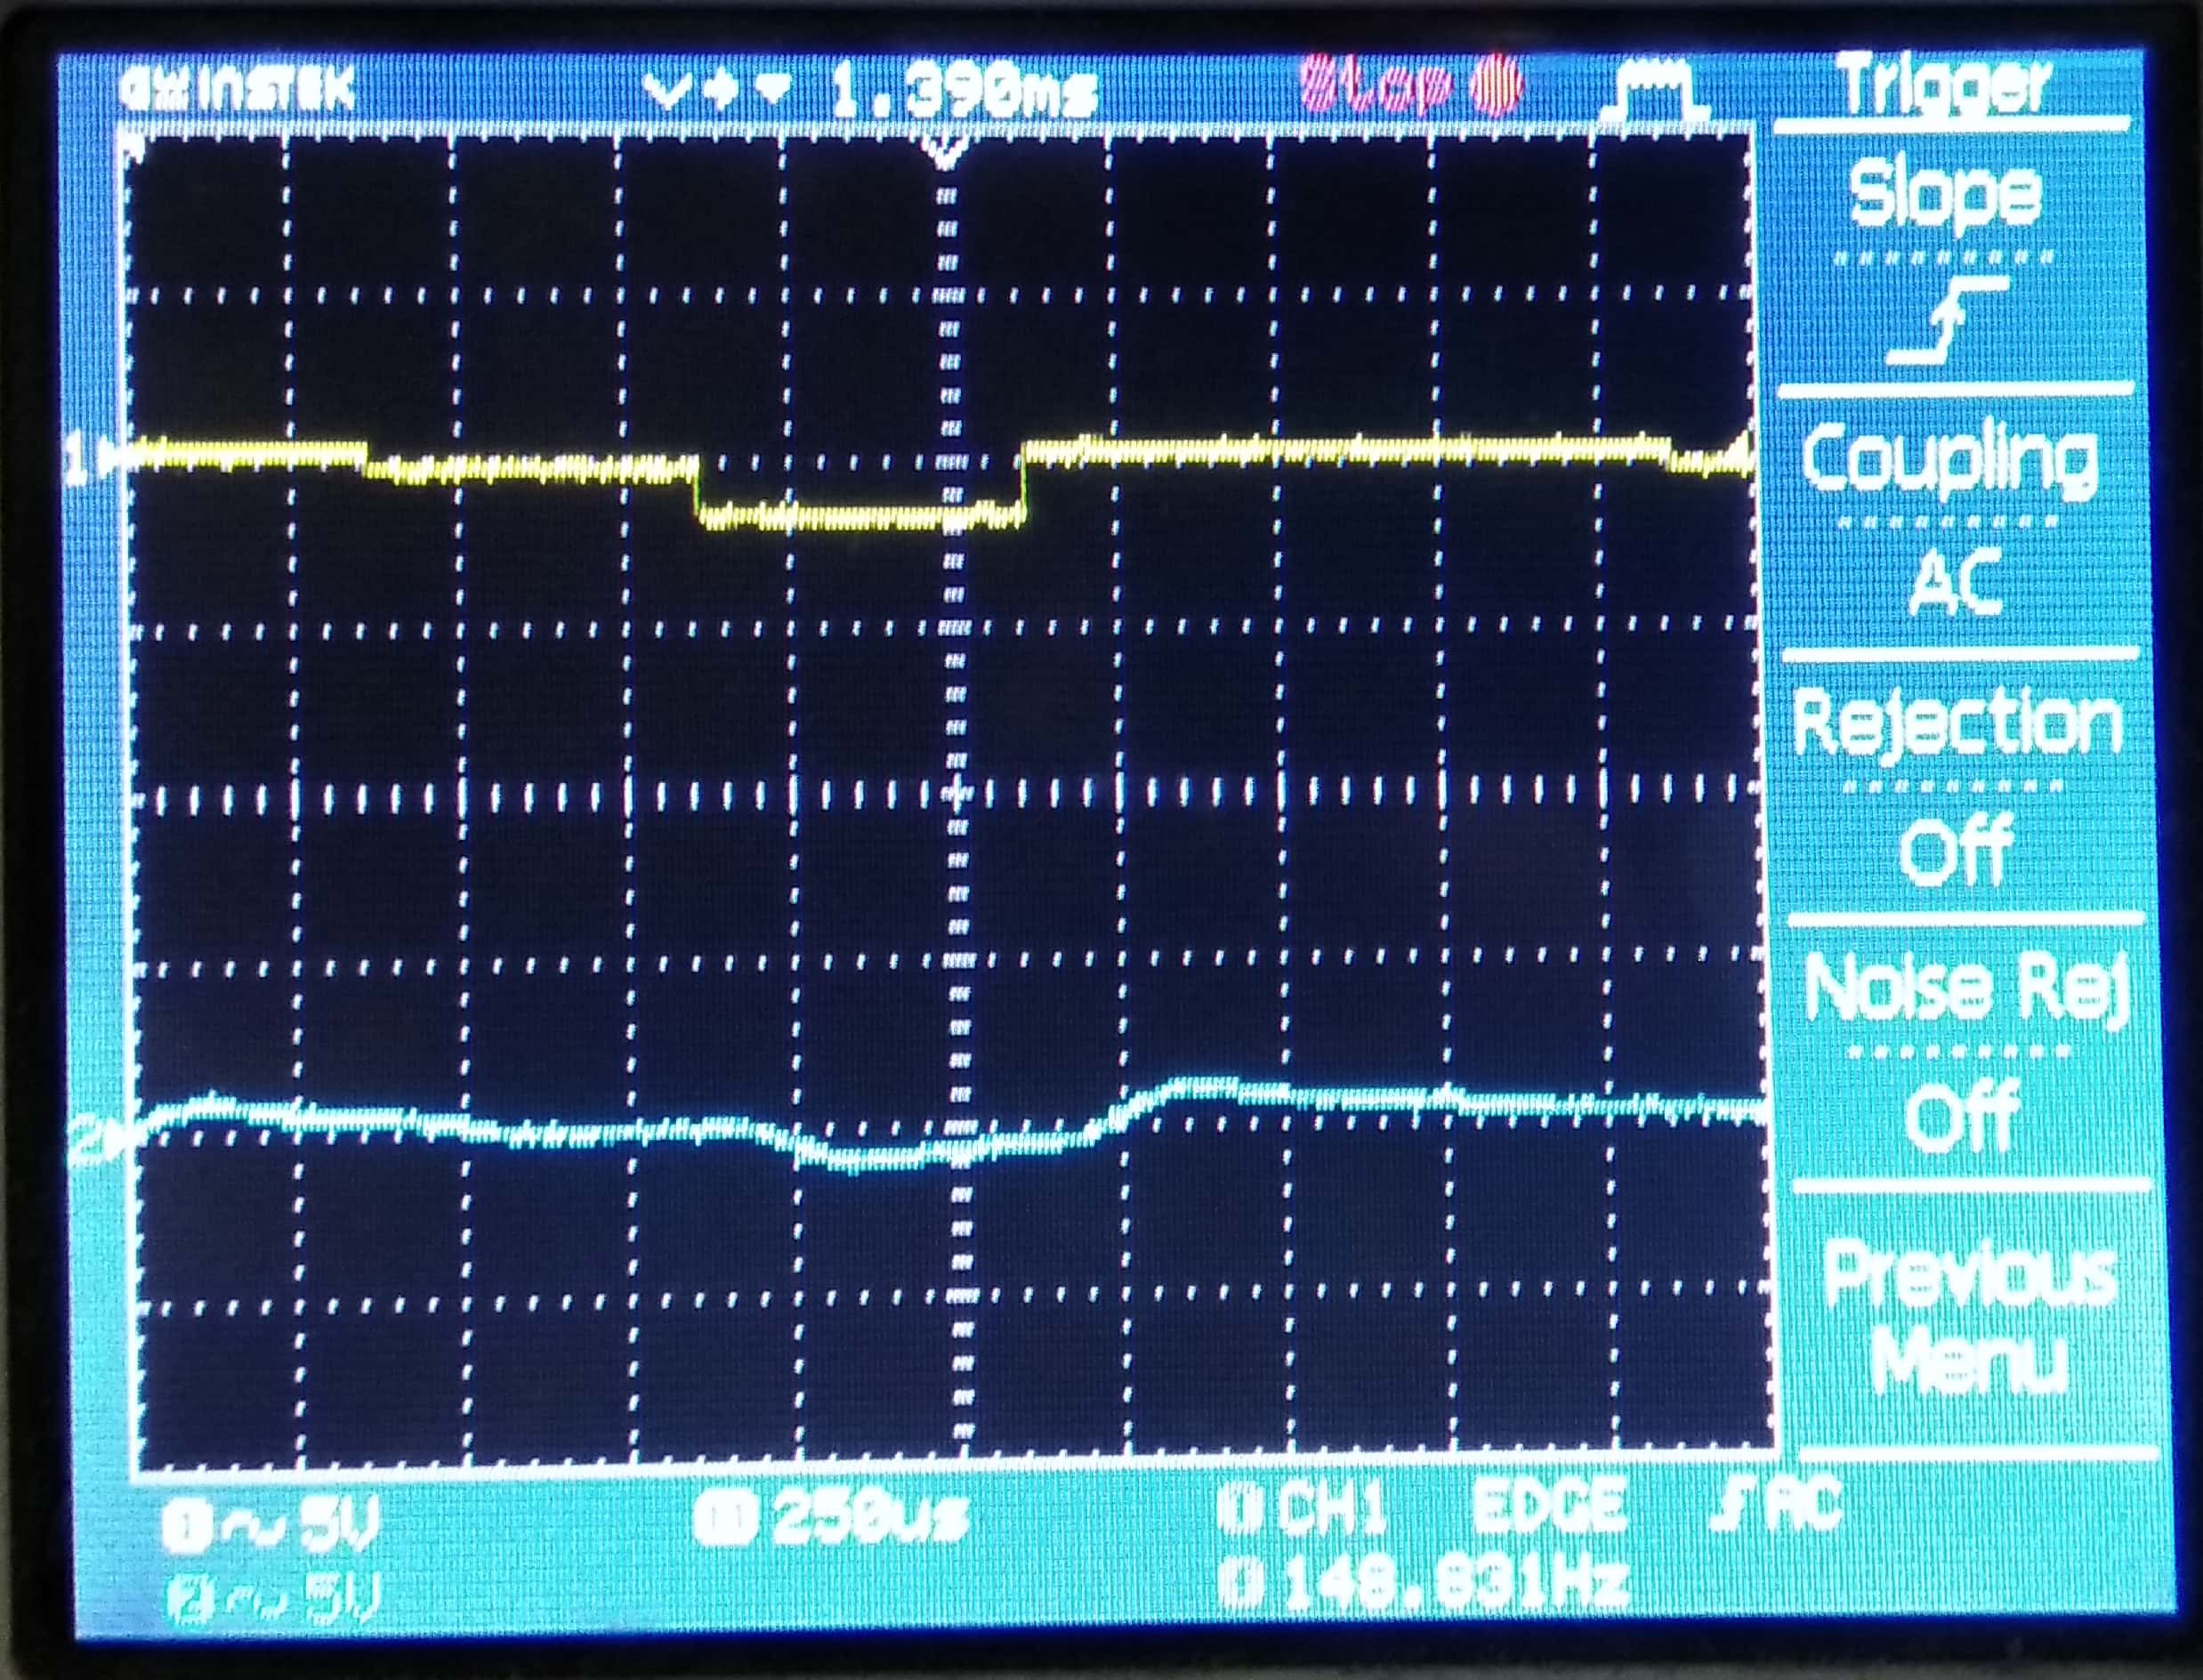 GW INSTEK 1.390ms Stop Trigger
Slope
1
Coupling
AC
Rejection
Off
Noise Rej
Off
2
Previous
Menu
1 ~ 5V 250us CH1 EDGE AC
2 ~ 5V 148.831Hz